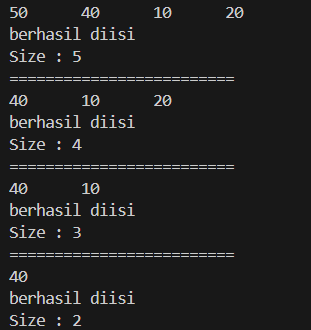 50 40 10 20
berhasil diisi
Size : 5
=========================
40 10 20
berhasil diisi
Size : 4
=========================
40 10
berhasil diisi
Size : 3
=========================
40
berhasil diisi
Size : 2